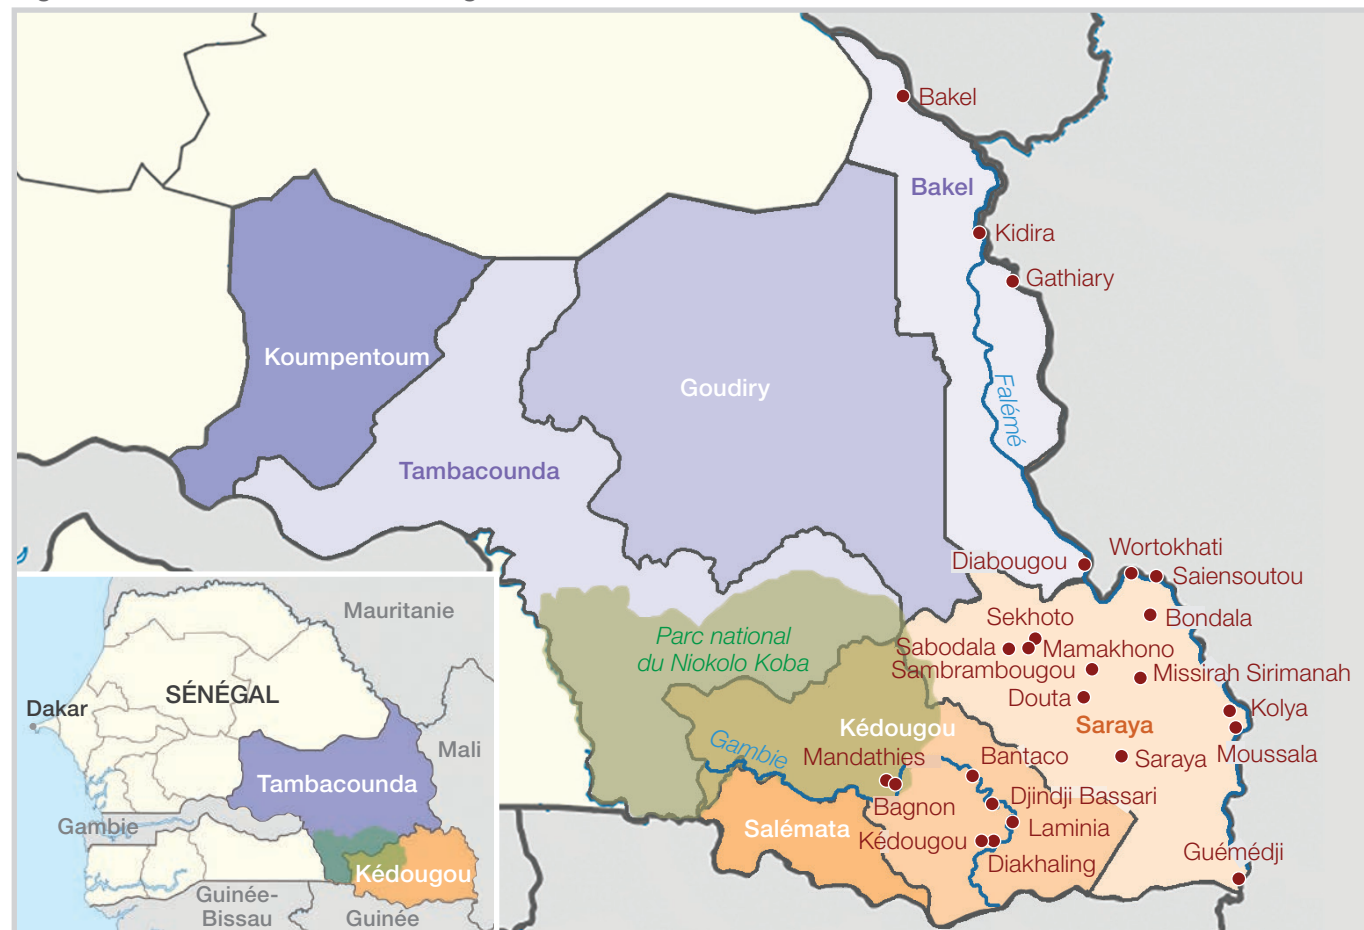 Bakel
Bakel
Kidira
Gathiary
Koumpentoum
Goudiry
Falémé
Tambacounda
Diabougou
Wortokhati
Saiensoutou
Bondala
Sekhoto
Parc national
du Niokolo Koba
Sabodala
Mamakhono
Sambrambougou
Missirah Sirimanah
Douta
Kolya
Saraya
Kédougou
Gambie
Mandathies
Bantaco
Saraya
Moussala
Bagnon
Djindji Bassari
Salémata
Laminia
Kédougou
Diakhaling
Guémédji
Mauritanie
SÉNÉGAL
Dakar
Mali
Tambacounda
Gambie
Kédougou
Guinée-
Bissau
Guinée